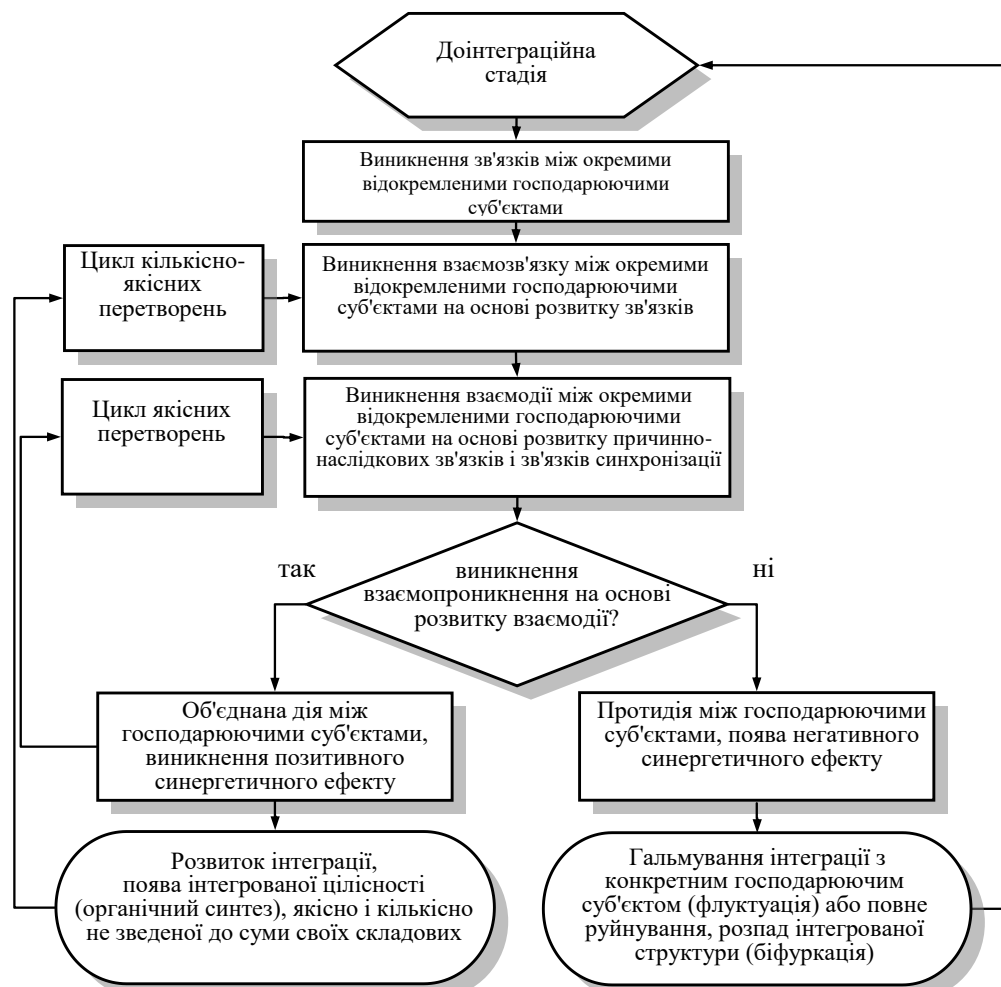 Доінтеграційна
стадія
Виникнення зв'язків між окремими
відокремленими господарюючими
суб'єктами
Цикл кількісно-
якісних
перетворень
Виникнення взаємозв'язку між окремими
відокремленими господарюючими
суб'єктами на основі розвитку зв'язків
Цикл якісних
перетворень
Виникнення взаємодії між окремими
відокремленими господарюючими
суб'єктами на основі розвитку причинно-
наслідкових зв'язків і зв'язків синхронізації
так
виникнення
взаємопроникнення на основі
розвитку взаємодії?
ні
Об'єднана дія між
господарюючими суб'єктами,
виникнення позитивного
синергетичного ефекту
Протидія між господарюючими
суб'єктами, поява негативного
синергетичного ефекту
Розвиток інтеграції,
поява інтегрованої цілісності
(органічний синтез), якісно і кількісно
не зведеної до суми своїх складових
Гальмування інтеграції з
конкретним господарюючим
суб'єктом (флуктуація) або повне
руйнування, розпад інтегрованої
структури (біфуркація)